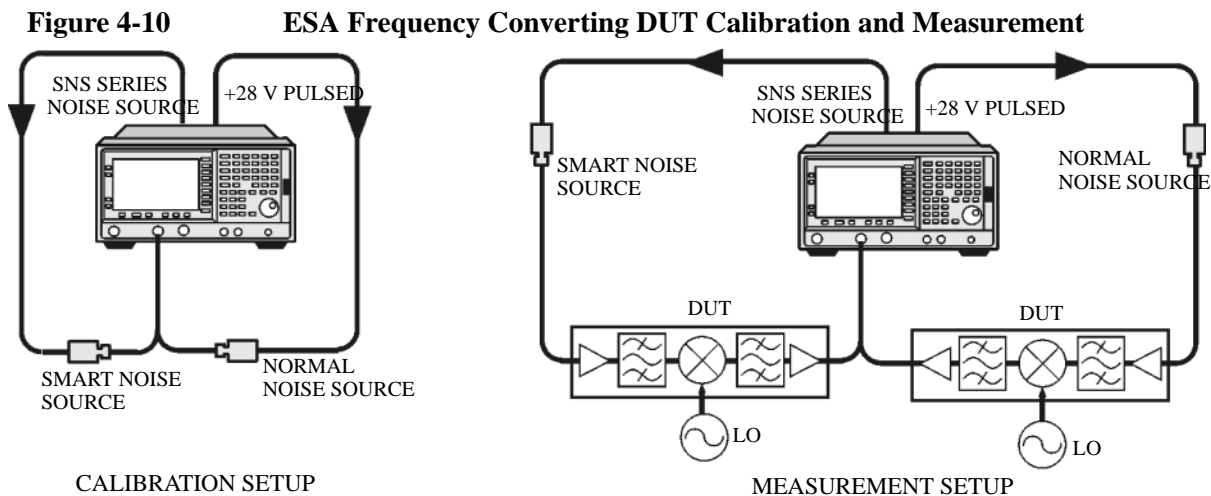 Figure 4-10 ESA Frequency Converting DUT Calibration and Measurement
SNS SERIES
NOISE SOURCE
+28 V PULSED
SMART NOISE
SOURCE
NORMAL
NOISE SOURCE
CALIBRATION SETUP
SNS SERIES
NOISE SOURCE
+28 V PULSED
SMART NOISE
SOURCE
NORMAL
NOISE SOURCE
DUT
DUT
LO
LO
MEASUREMENT SETUP